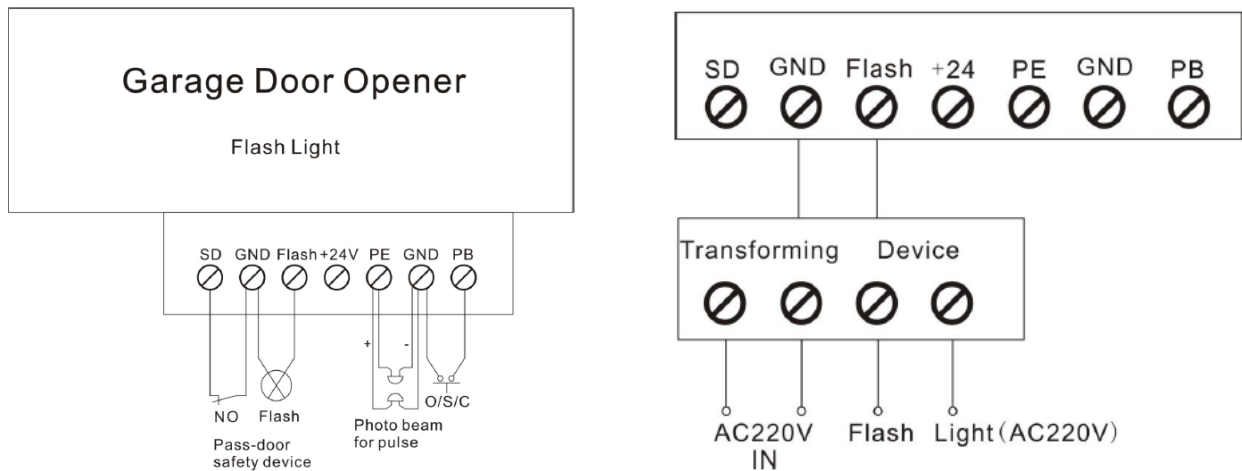 Garage Door Opener
Flash Light
SD GND Flash +24V PE GND PB
+ -
NO Flash
O/S/C
Pass-door
safety device
Photo beam
for pulse
SD GND Flash +24 PE GND PB
Transforming Device
AC220V Flash Light (AC220V)
IN